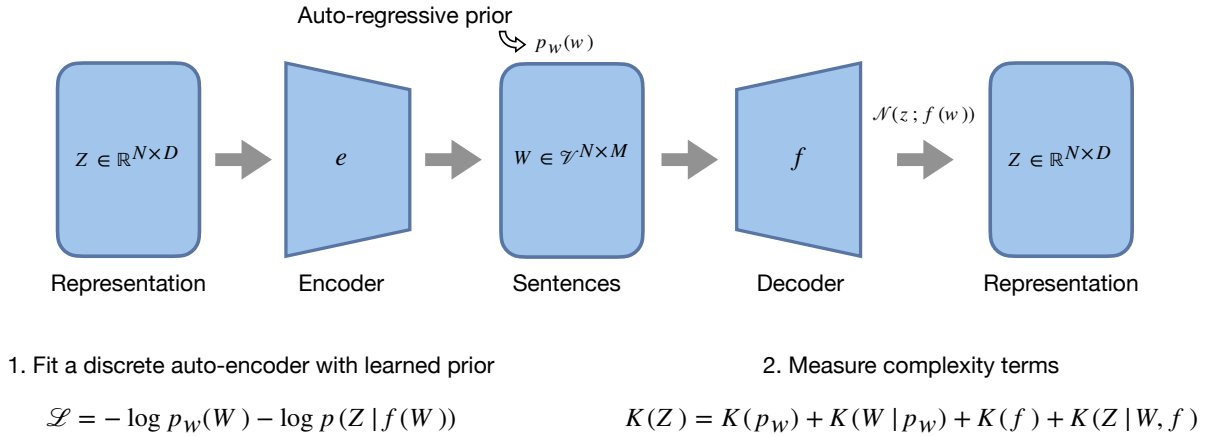 Auto-regressive prior
p_w(w)
Z ∈ ℝ^{N×D}
e
W ∈ 𝒱^{N×M}
f
𝒩(z ; f(w))
Z ∈ ℝ^{N×D}
Representation
Encoder
Sentences
Decoder
Representation
1. Fit a discrete auto-encoder with learned prior
2. Measure complexity terms
ℒ = − log p_w(W) − log p(Z | f(W))
K(Z) = K(p_w) + K(W | p_w) + K(f) + K(Z | W, f)